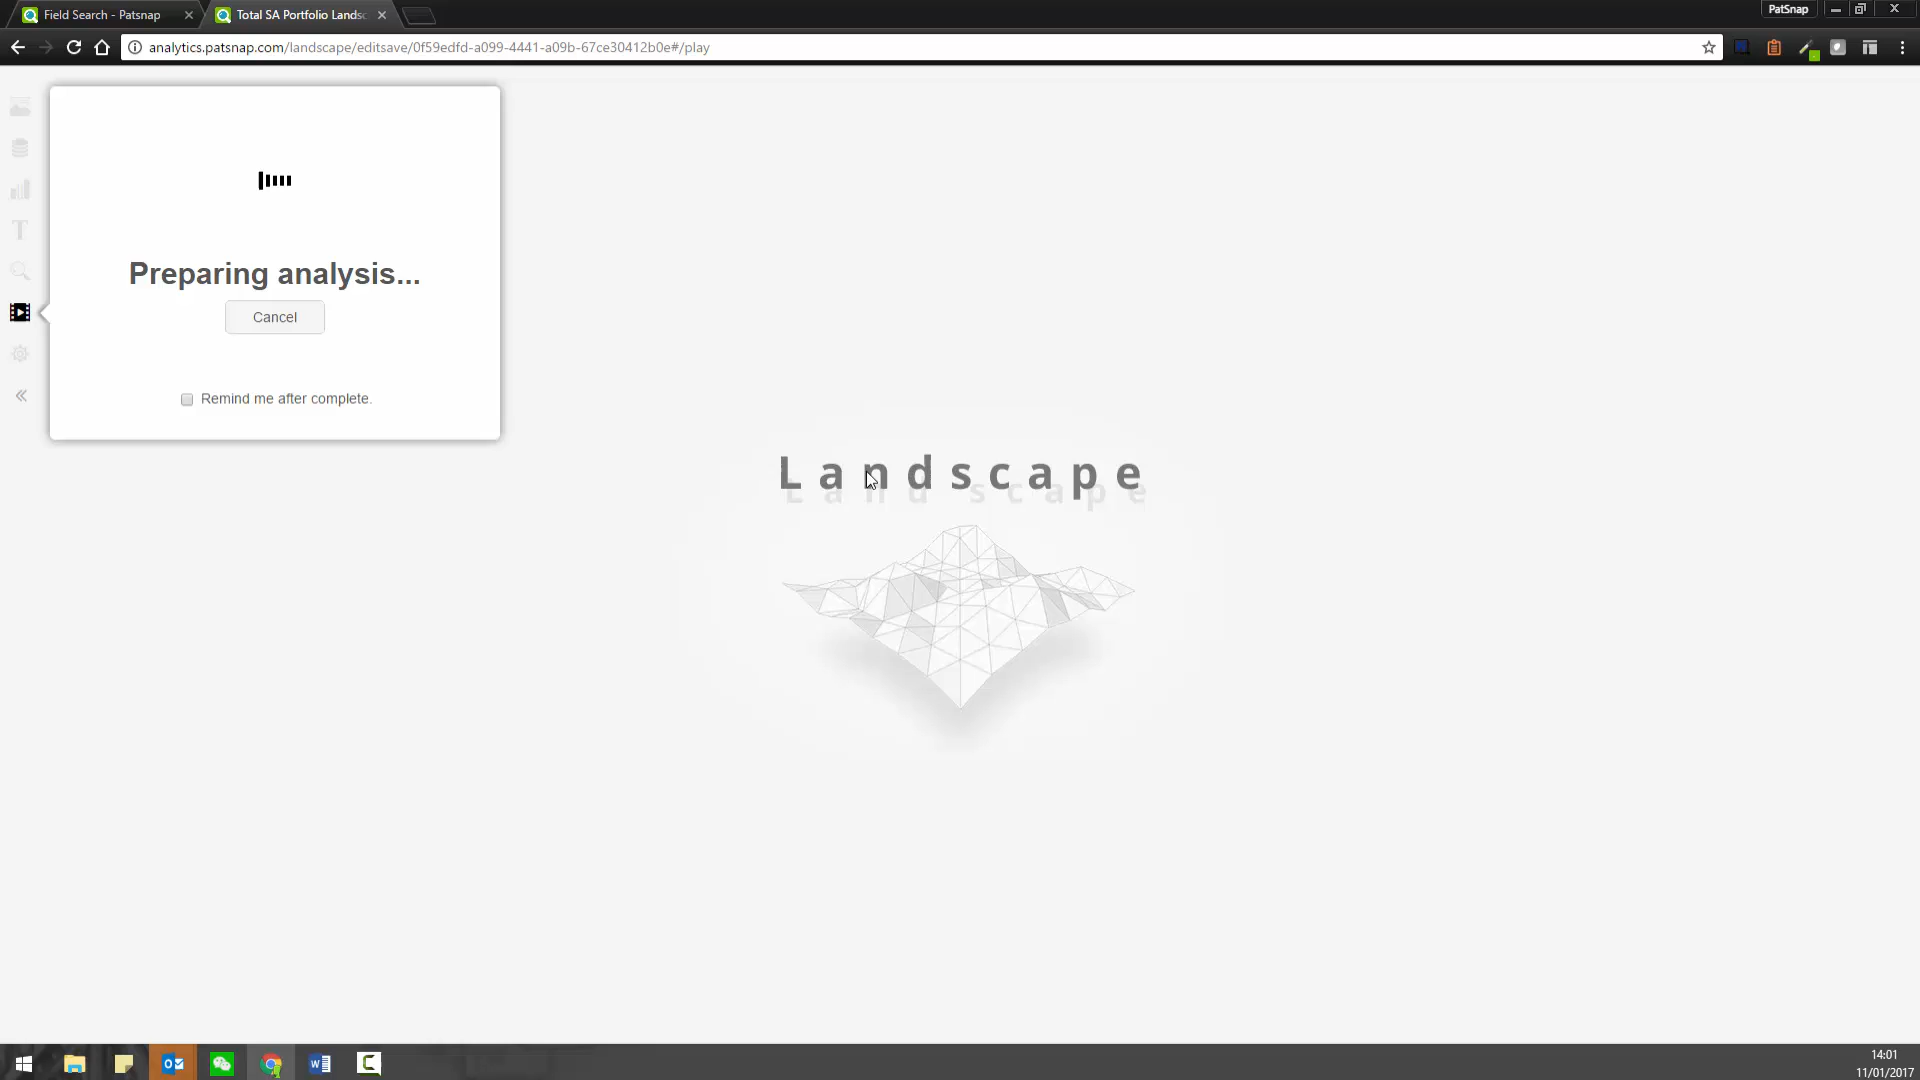 Field Search - Patsnap
Total SA Portfolio Landsc
PatSnap
analytics.patsnap.com/landscape/editsave/0f59edfd-a099-4441-a09b-67ce30412b0e#/play
Preparing analysis...
Cancel
Remind me after complete.
Landscape
14:01
11/01/2017